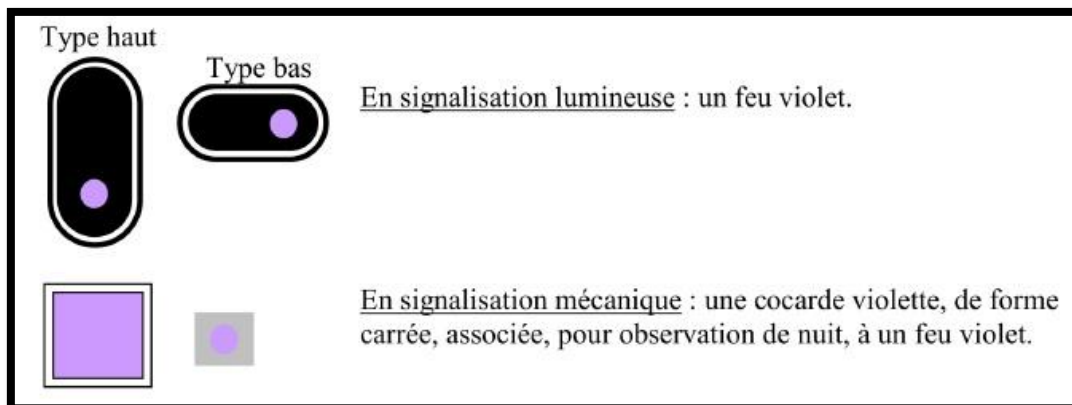 Type haut
Type bas
En signalisation lumineuse : un feu violet.
En signalisation mécanique : une cocarde violette, de forme
carrée, associée, pour observation de nuit, à un feu violet.